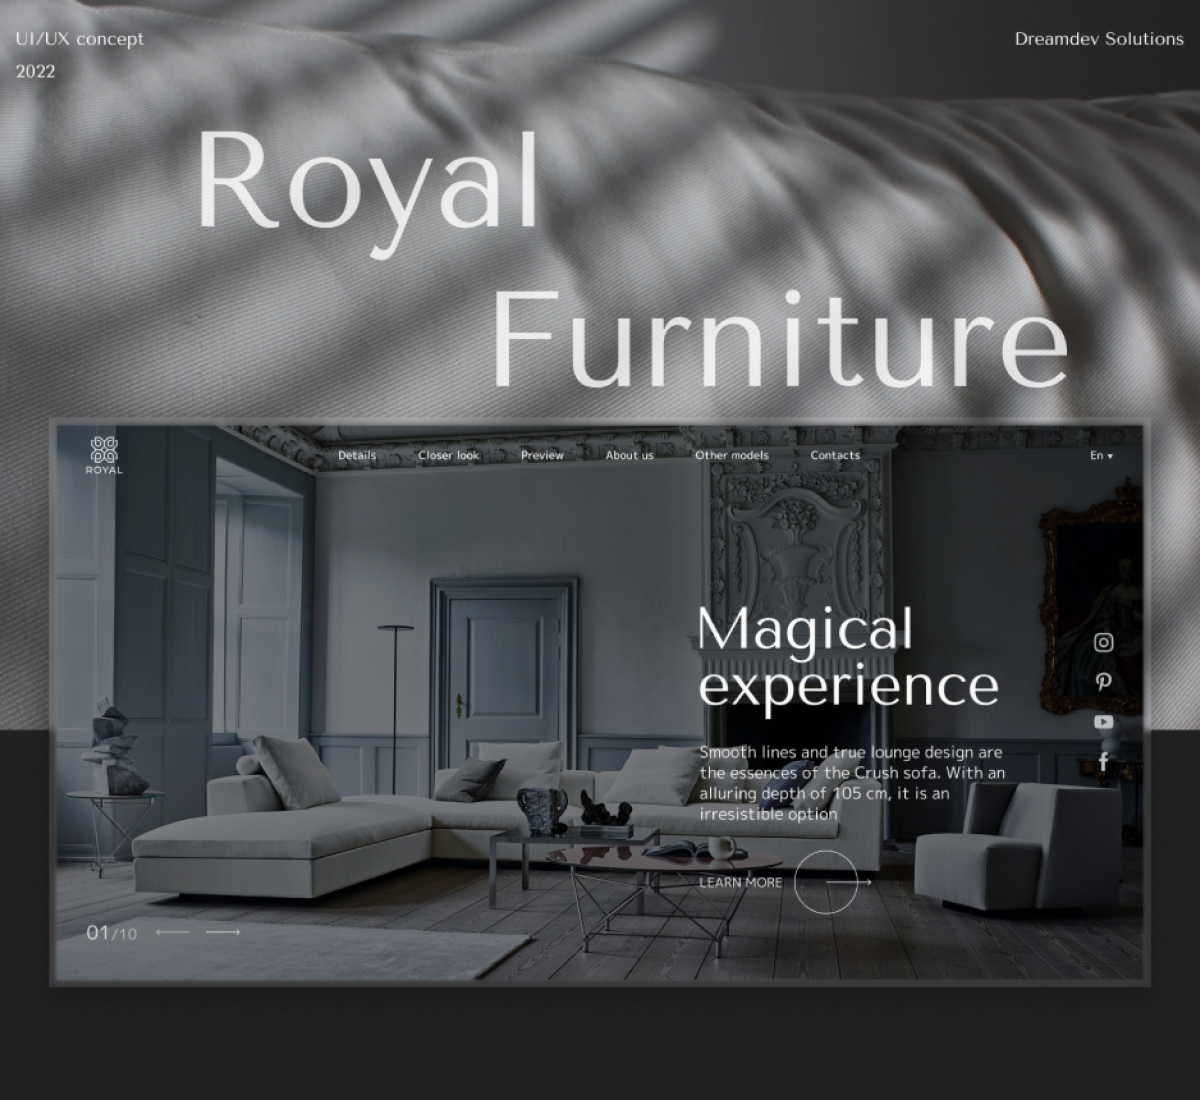 UI/UX concept
Dreamdev Solutions
2022
Royal
Furniture
ROYAL
Details Closer look Preview About us Other models Contacts En
Magical
experience
Smooth lines and true lounge design are
the essences of the Crush sofa. With an
alluring depth of 105 cm, it is an
irresistible option
LEARN MORE
01/10